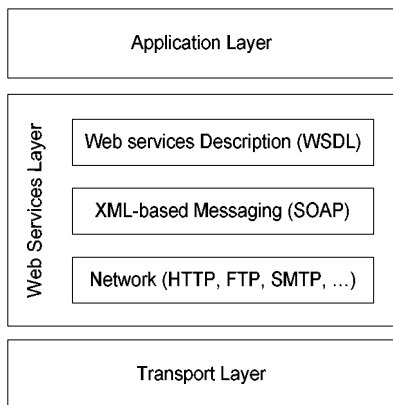 Application Layer
Web Services Layer
Web services Description (WSDL)
XML-based Messaging (SOAP)
Network (HTTP, FTP, SMTP, ...)
Transport Layer